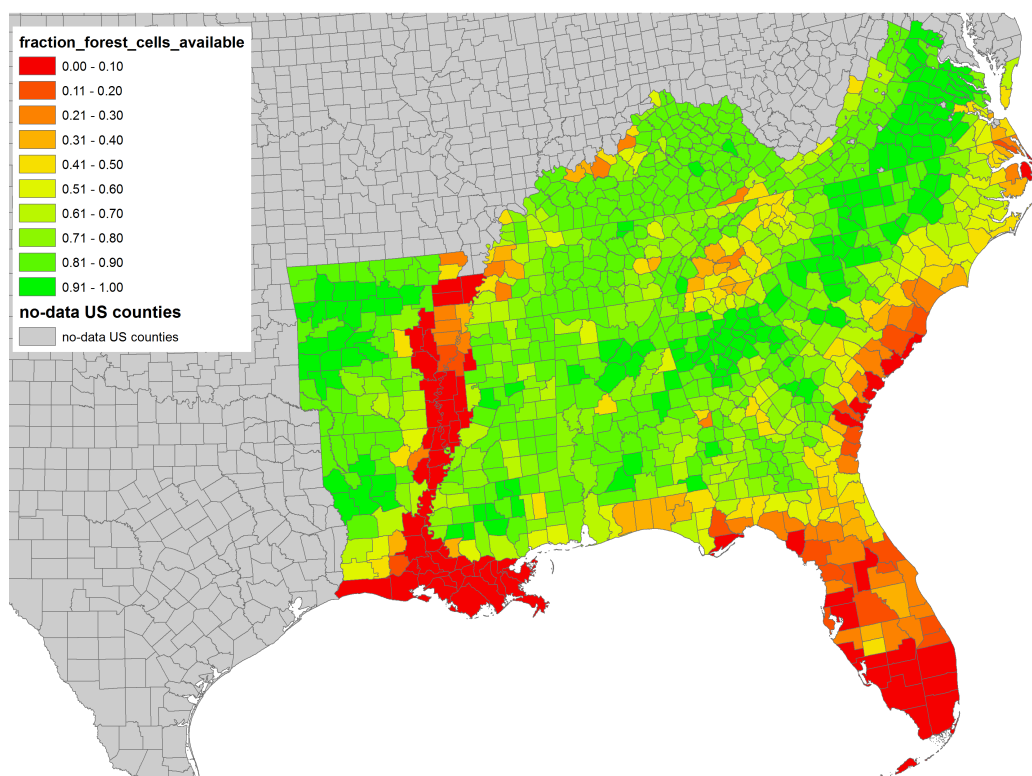 fraction_forest_cells_available
0.00 - 0.10
0.11 - 0.20
0.21 - 0.30
0.31 - 0.40
0.41 - 0.50
0.51 - 0.60
0.61 - 0.70
0.71 - 0.80
0.81 - 0.90
0.91 - 1.00
no-data US counties
no-data US counties